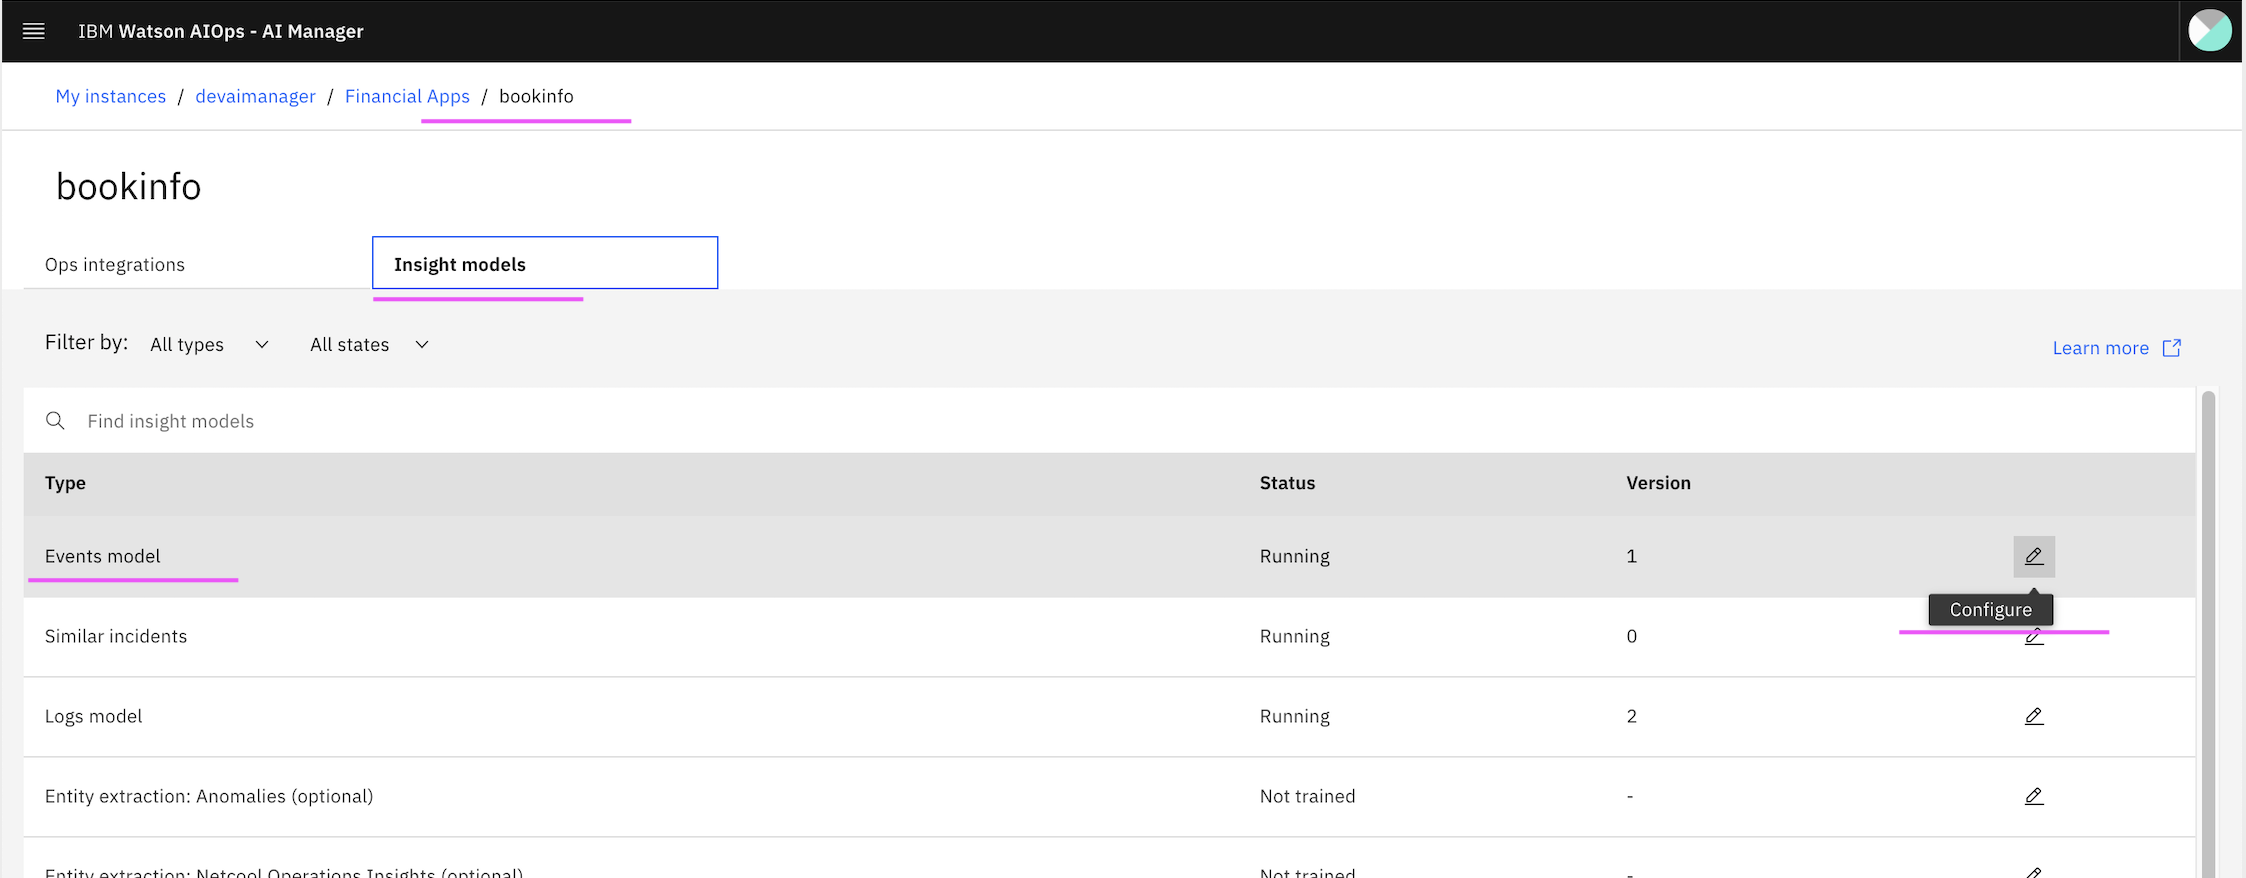 IBM Watson AIOps - AI Manager
My instances / devaimanager / Financial Apps / bookinfo
bookinfo
Ops integrations Insight models
Filter by: All types All states Learn more
Find insight models
Type Status Version
Events model Running 1
Configure
Similar incidents Running 0
Logs model Running 2
Entity extraction: Anomalies (optional) Not trained -
Entity extraction: Netcool Operations Insights (optional) Not trained -